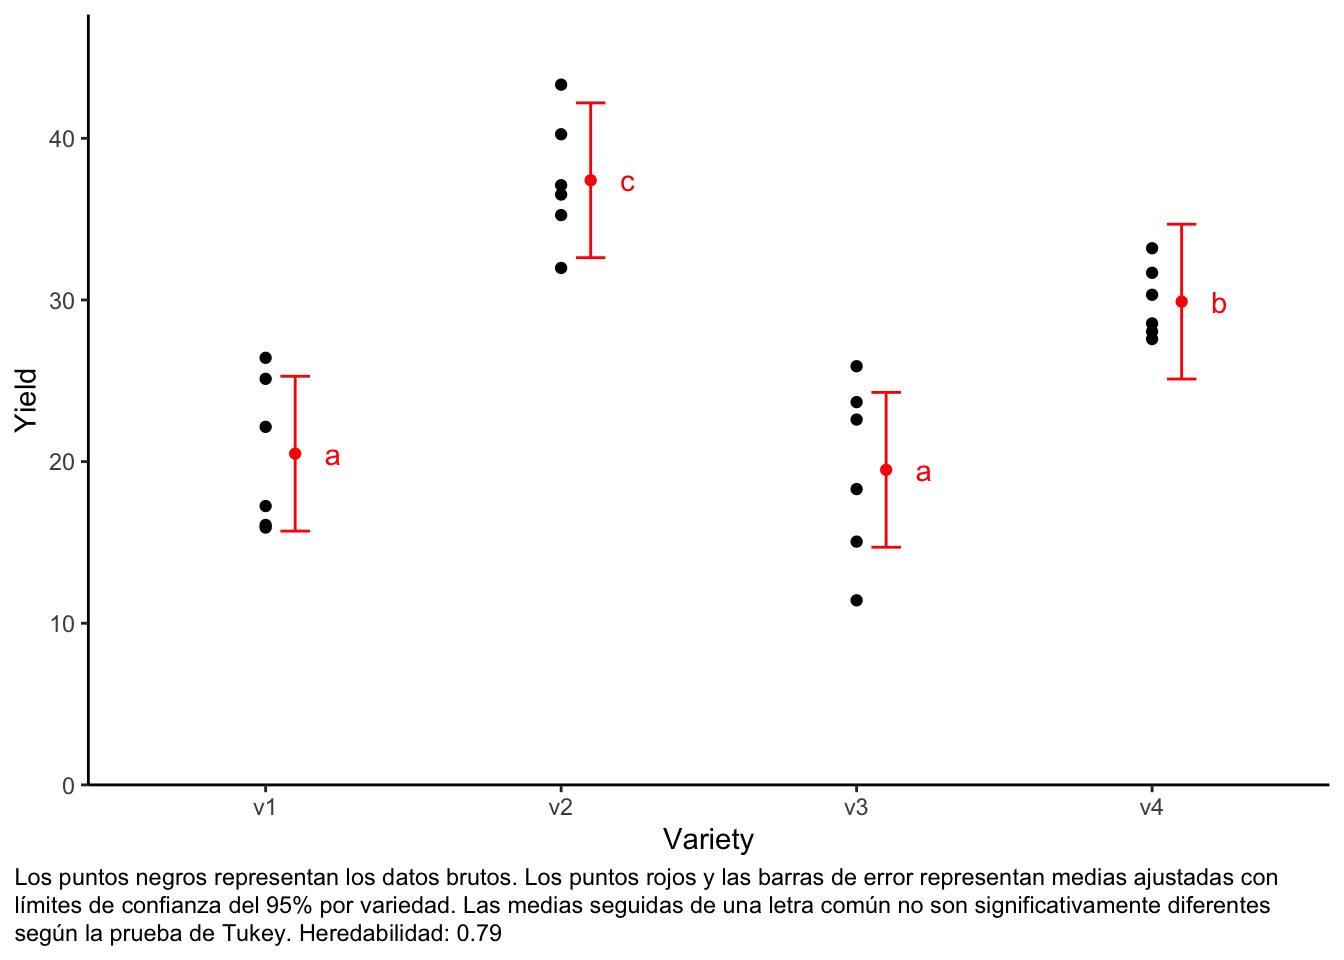 40
30
20
10
0
Yield
c
b
a
a
v1
v2
v3
v4
Variety
Los puntos negros representan los datos brutos. Los puntos rojos y las barras de error representan medias ajustadas con
límites de confianza del 95% por variedad. Las medias seguidas de una letra común no son significativamente diferentes
según la prueba de Tukey. Heredabilidad: 0.79